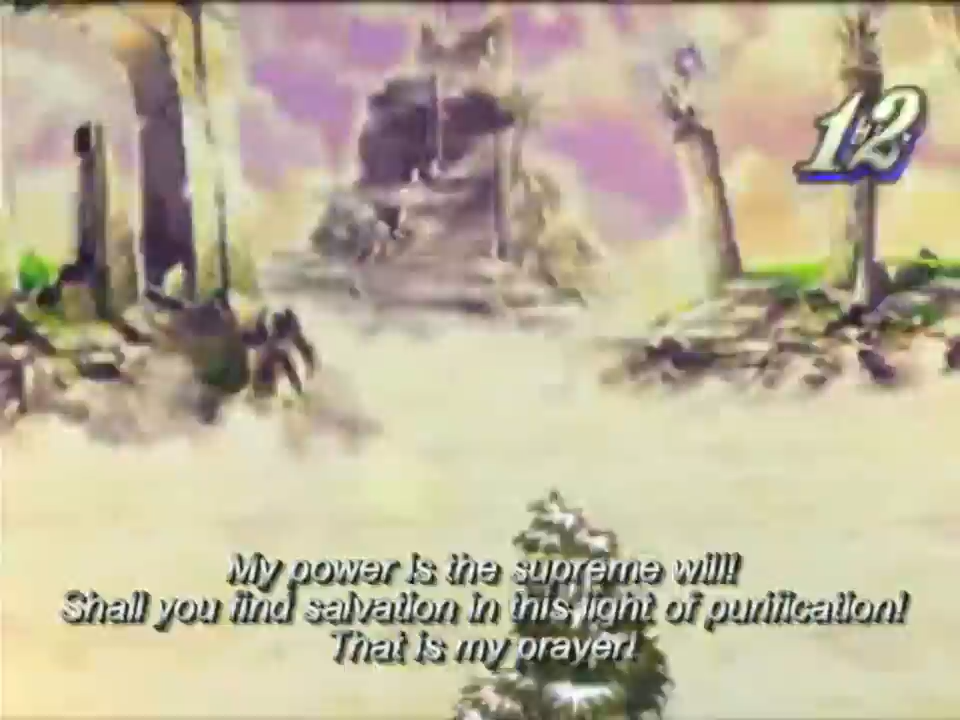 12
My power is the supreme will!
Shall you find salvation in this light of purification!
That is my prayer!